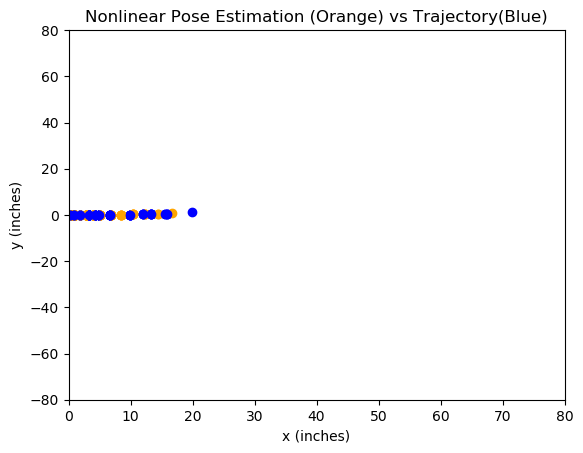 Nonlinear Pose Estimation (Orange) vs Trajectory(Blue)
80
60
40
20
0
−20
−40
−60
−80
y (inches)
0 10 20 30 40 50 60 70 80
x (inches)